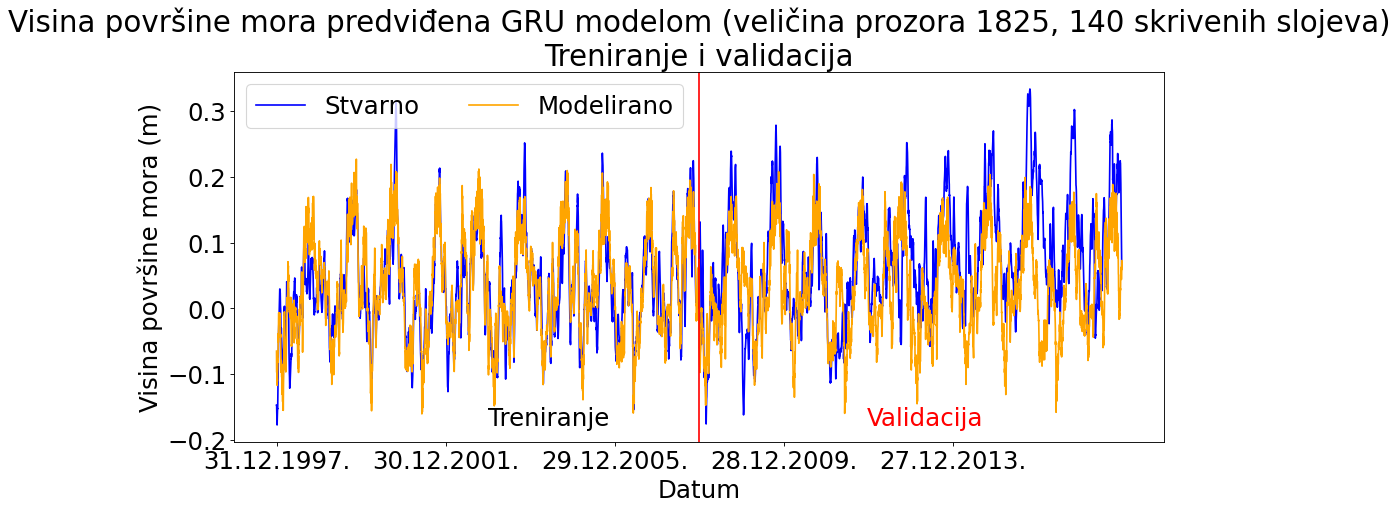 Visina površine mora predviđena GRU modelom (veličina prozora 1825, 140 skrivenih slojeva)
Treniranje i validacija
Stvarno Modelirano
Visina površine mora (m)
0.3
0.2
0.1
0.0
−0.1
−0.2
Treniranje Validacija
31.12.1997. 30.12.2001. 29.12.2005. 28.12.2009. 27.12.2013.
Datum